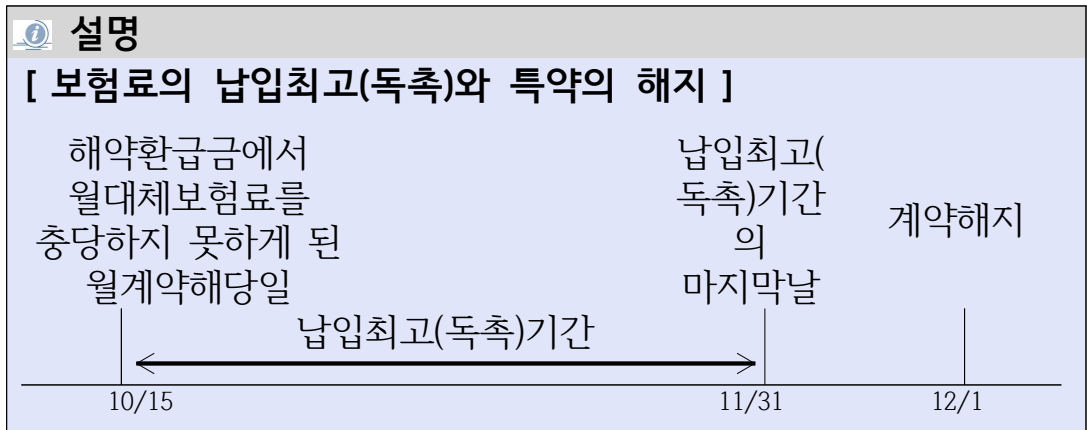 설명
[ 보험료의 납입최고(독촉)와 특약의 해지 ]
해약환급금에서
월대체보험료를
충당하지 못하게 된
월계약해당일
납입최고(
독촉)기간
의
마지막날
계약해지
납입최고(독촉)기간
10/15
11/31
12/1